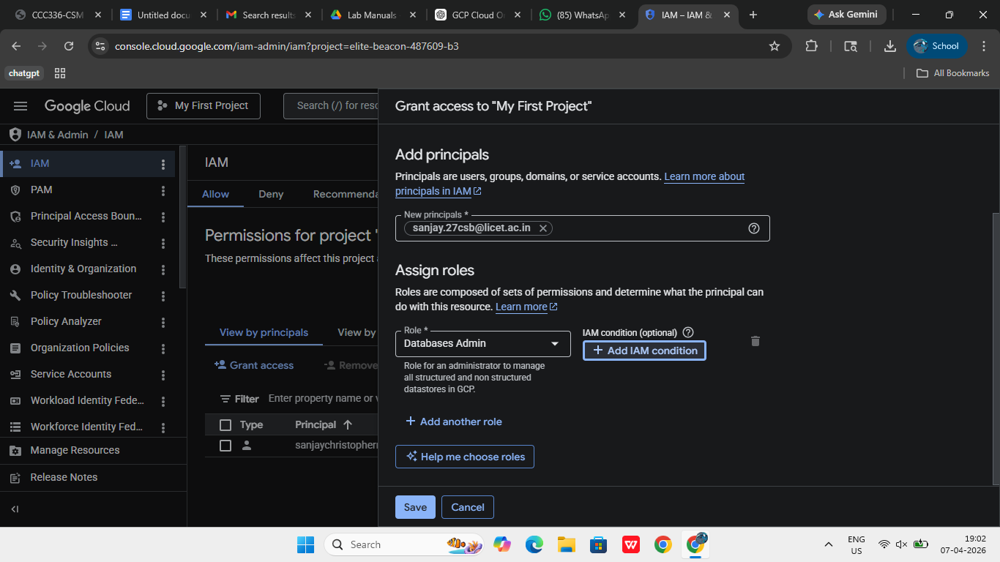 CCC336-CSM
Untitled docu
Search results
Lab Manuals
GCP Cloud O
(85) WhatsAp
IAM – IAM &
Ask Gemini
console.cloud.google.com/iam-admin/iam?project=elite-beacon-487609-b3
School
chatgpt
All Bookmarks
Google Cloud
My First Project
Search (/) for reso
IAM & Admin / IAM
IAM
PAM
Principal Access Boun...
Security Insights ...
Identity & Organization
Policy Troubleshooter
Policy Analyzer
Organization Policies
Service Accounts
Workload Identity Fede...
Workforce Identity Fed...
Manage Resources
Release Notes
IAM
Allow
Deny
Recommenda
Permissions for project "
These permissions affect this project a
View by principals
View by
Grant access
Remove
Filter
Enter property name or v
Type
Principal
sanjaychristophern
Grant access to "My First Project"
Add principals
Principals are users, groups, domains, or service accounts. Learn more about
principals in IAM
New principals *
sanjay.27csb@licet.ac.in
Assign roles
Roles are composed of sets of permissions and determine what the principal can
do with this resource. Learn more
Role *
Databases Admin
IAM condition (optional)
Add IAM condition
Role for an administrator to manage
all structured and non structured
datastores in GCP.
Add another role
Help me choose roles
Save
Cancel
Search
ENG
US
19:02
07-04-2026